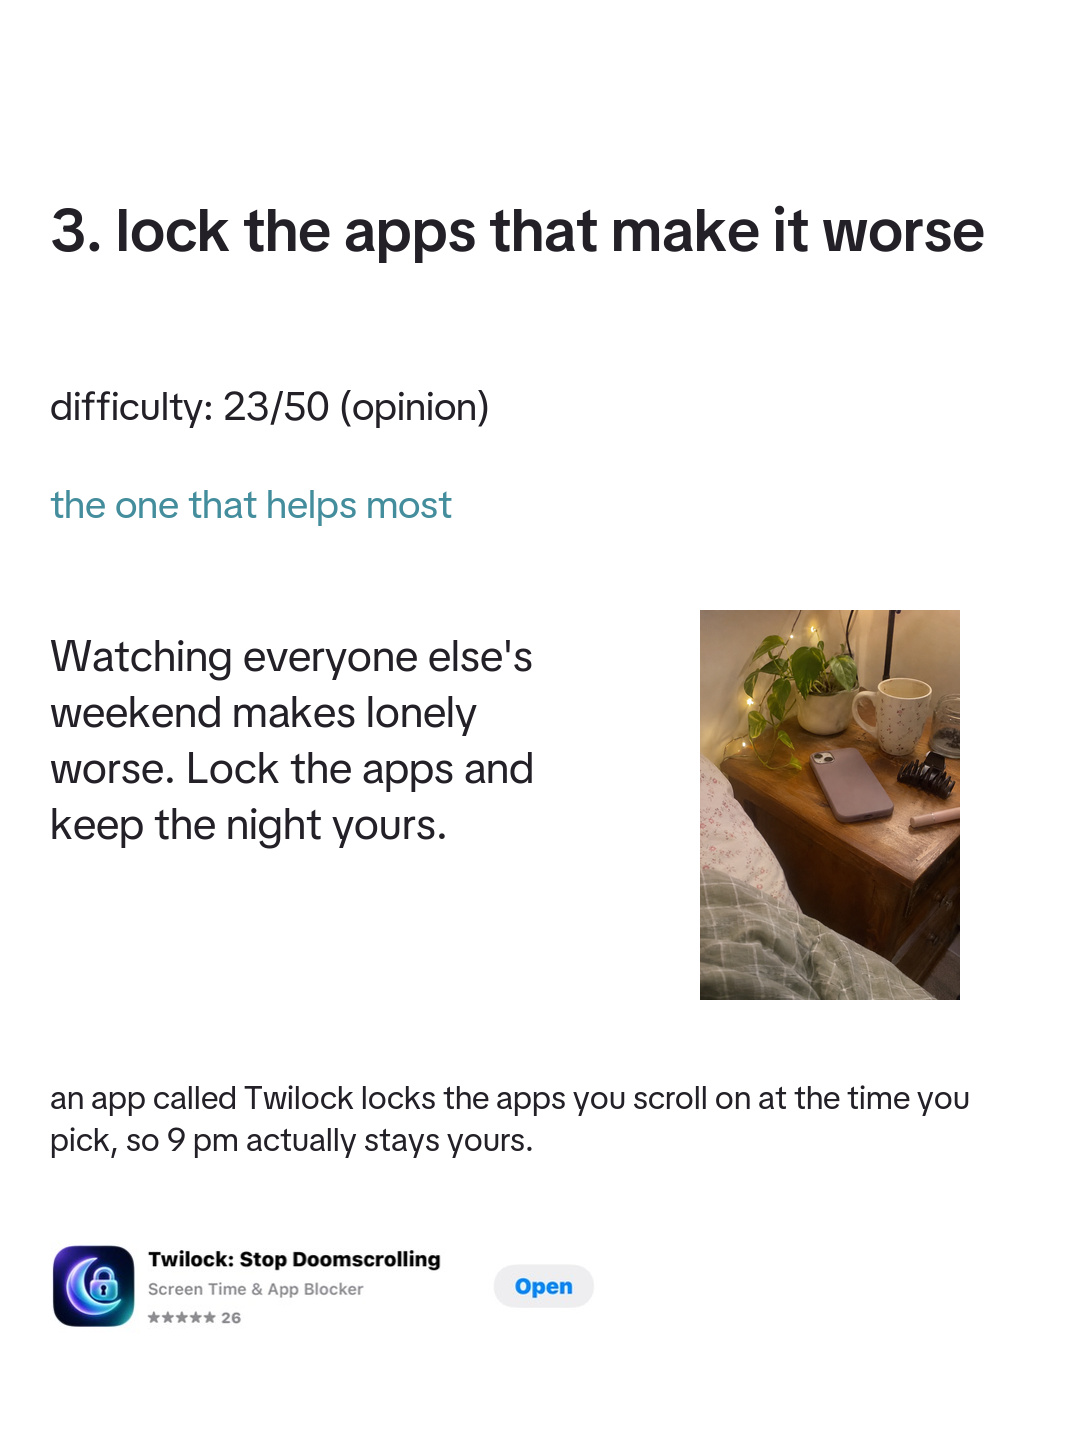 3. lock the apps that make it worse
difficulty: 23/50 (opinion)
the one that helps most
Watching everyone else's
weekend makes lonely
worse. Lock the apps and
keep the night yours.
an app called Twilock locks the apps you scroll on at the time you
pick, so 9 pm actually stays yours.
Twilock: Stop Doomscrolling
Screen Time & App Blocker
★★★★★ 26
Open